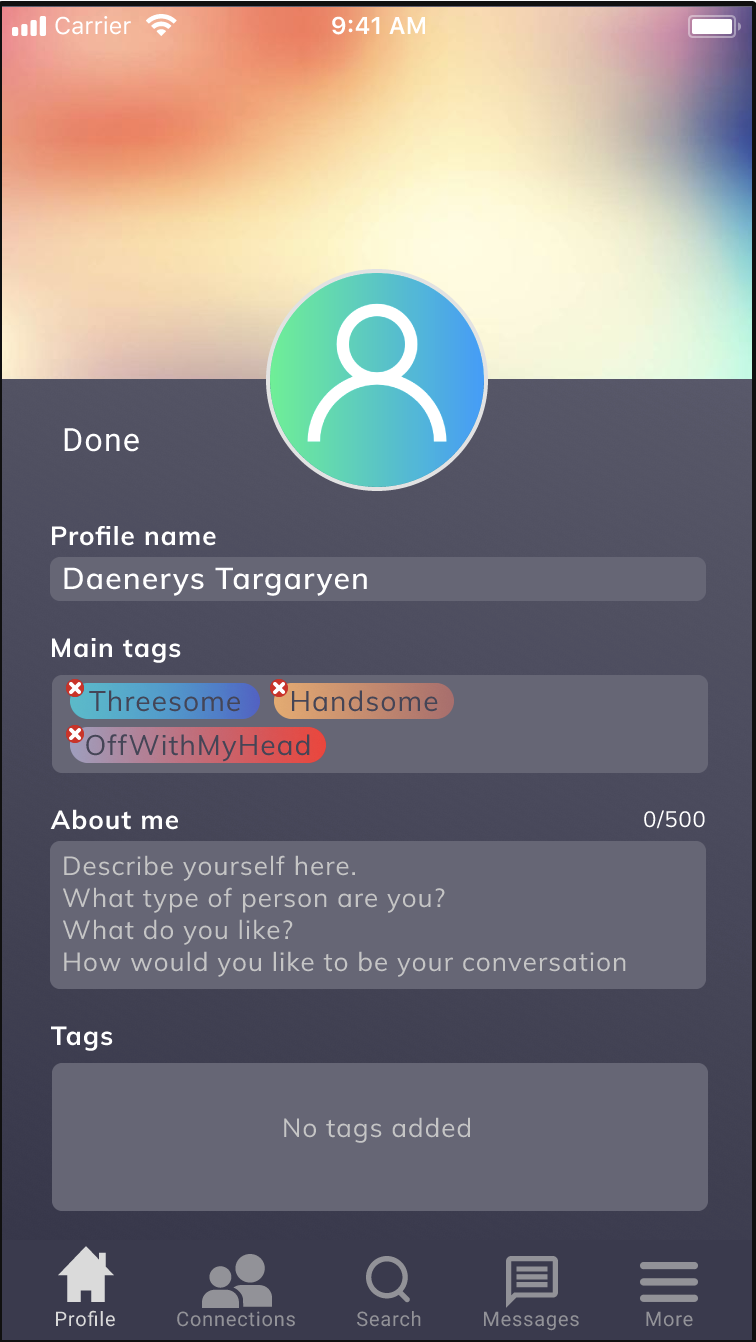 Carrier 9:41 AM
Done
Profile name
Daenerys Targaryen
Main tags
Threesome Handsome
OffWithMyHead
About me 0/500
Describe yourself here.
What type of person are you?
What do you like?
How would you like to be your conversation
Tags
No tags added
Profile Connections Search Messages More